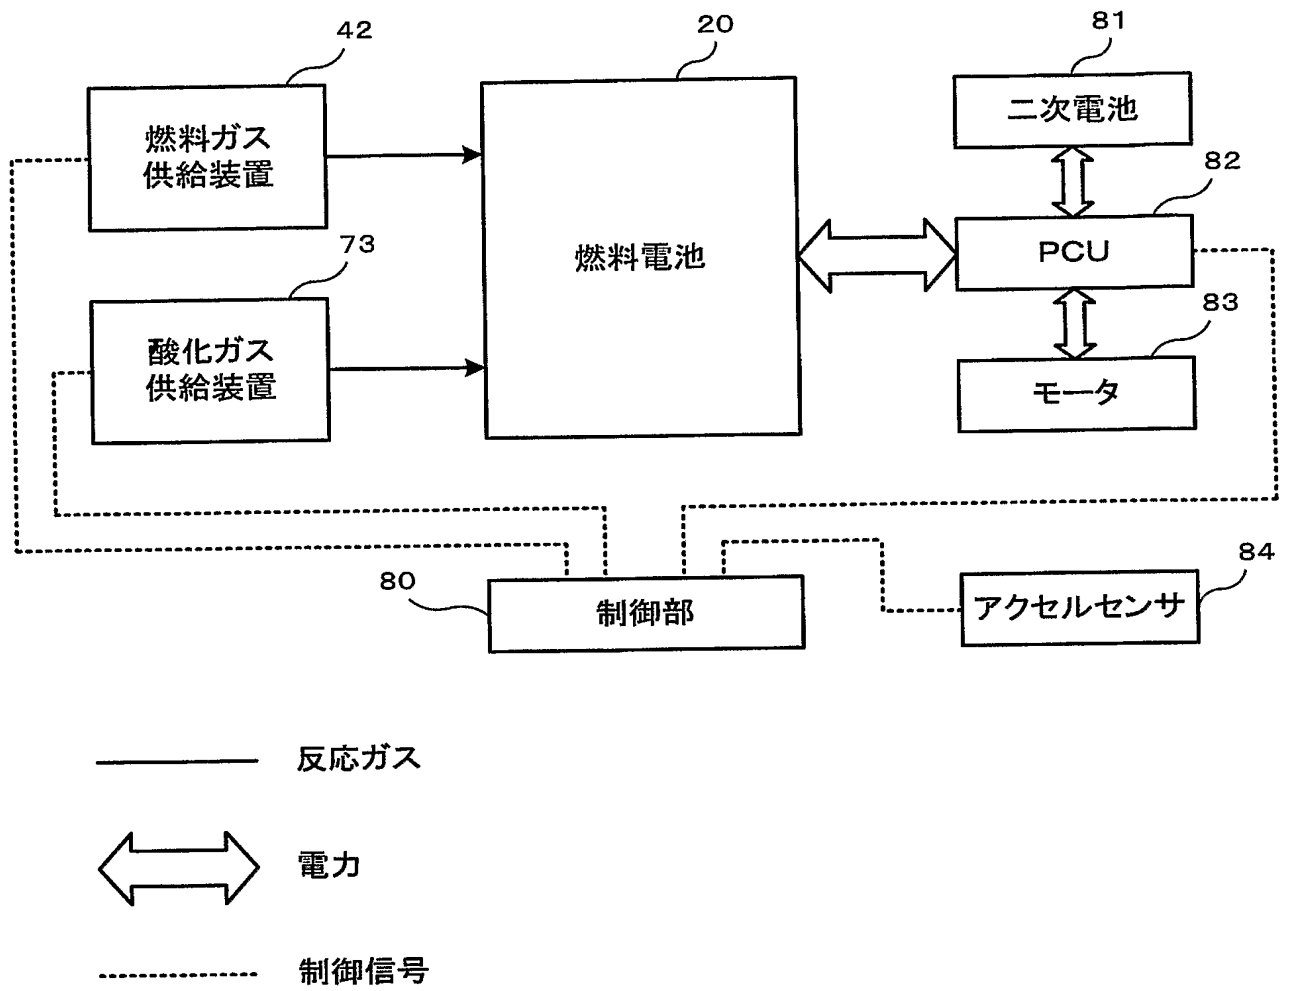 42
20
81
燃料ガス
供給装置
二次電池
82
73
燃料電池
PCU
83
酸化ガス
供給装置
モータ
80
制御部
84
アクセルセンサ
反応ガス
電力
制御信号